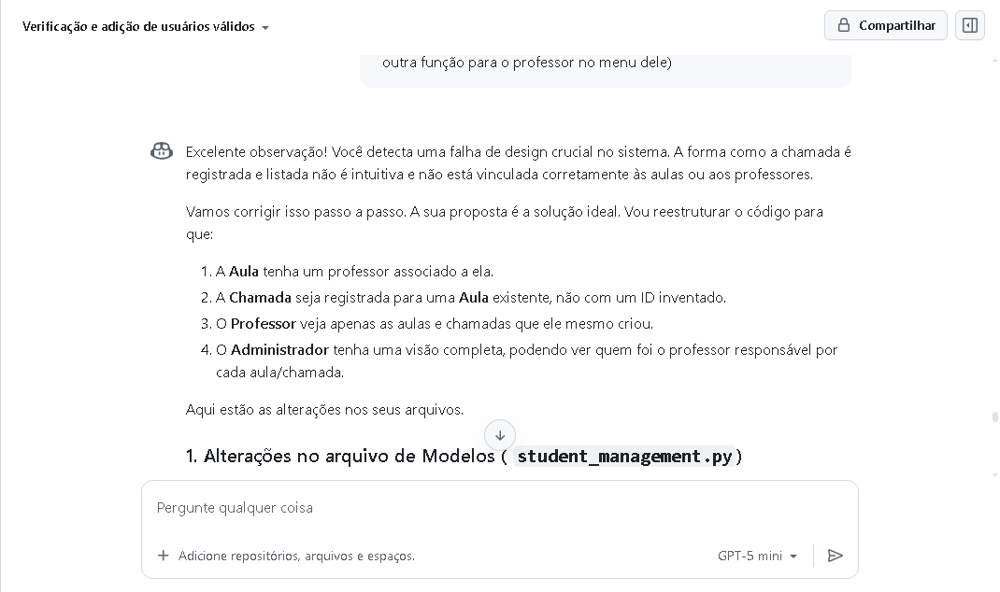 Verificação e adição de usuários válidos
Compartilhar
outra função para o professor no menu dele)
Excelente observação! Você detecta uma falha de design crucial no sistema. A forma como a chamada é
registrada e listada não é intuitiva e não está vinculada corretamente às aulas ou aos professores.
Vamos corrigir isso passo a passo. A sua proposta é a solução ideal. Vou reestruturar o código para
que:
1. A Aula tenha um professor associado a ela.
2. A Chamada seja registrada para uma Aula existente, não com um ID inventado.
3. O Professor veja apenas as aulas e chamadas que ele mesmo criou.
4. O Administrador tenha uma visão completa, podendo ver quem foi o professor responsável por
cada aula/chamada.
Aqui estão as alterações nos seus arquivos.
1. Alterações no arquivo de Modelos ( student_management.py)
Pergunte qualquer coisa
Adicione repositórios, arquivos e espaços.
GPT-5 mini